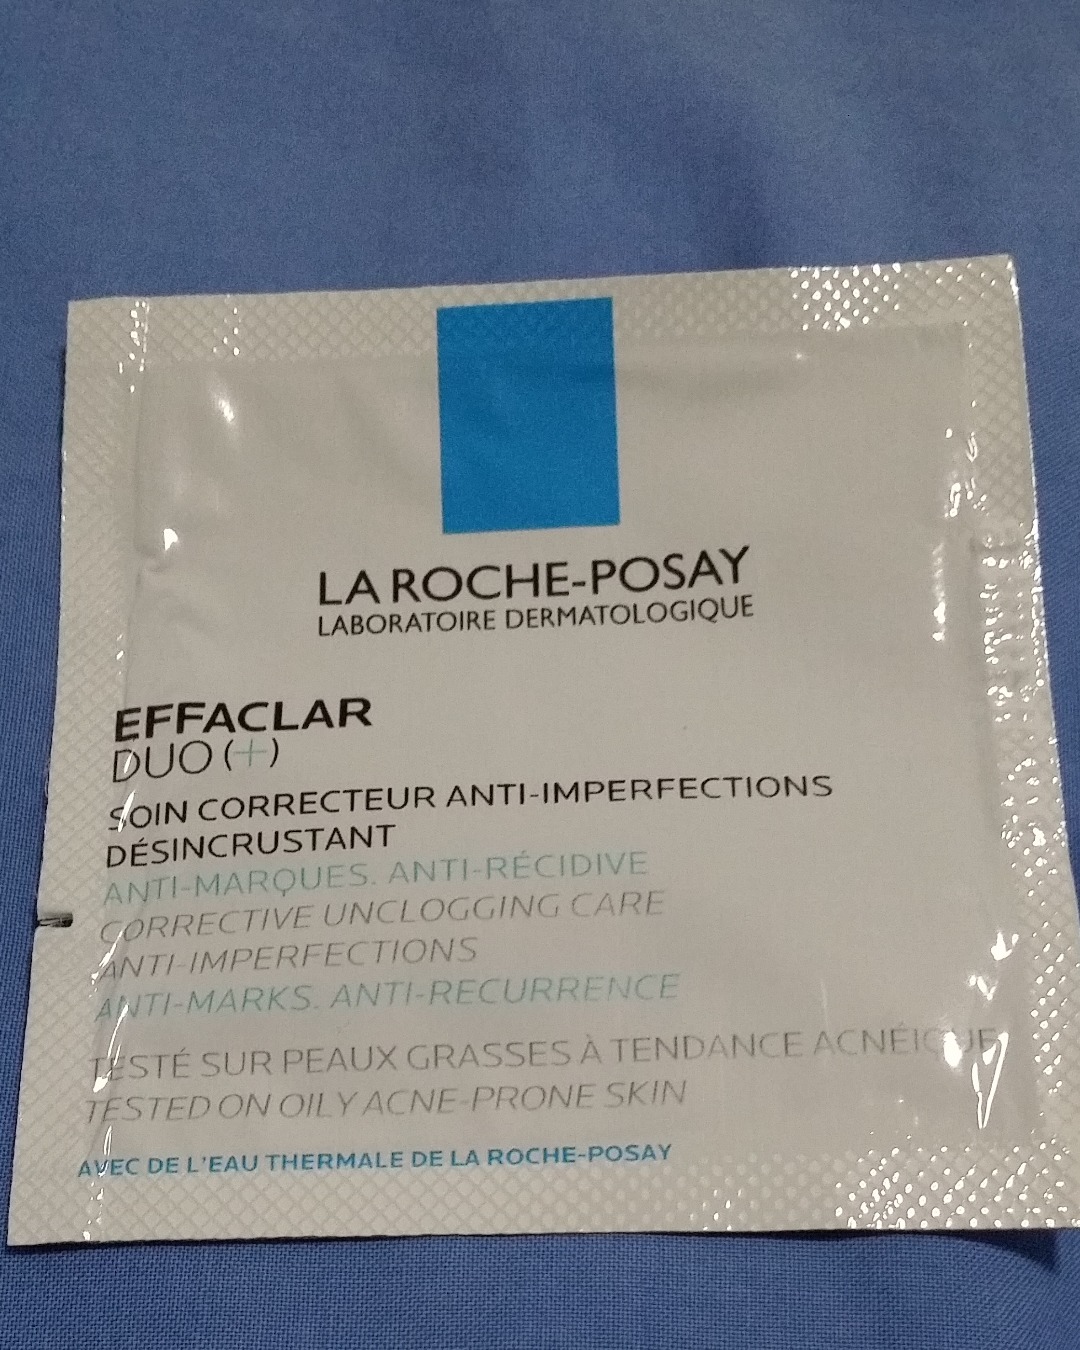 LA ROCHE-POSAY
LABORATOIRE DERMATOLOGIQUE
EFFACLAR
DUO (+)
SOIN CORRECTEUR ANTI-IMPERFECTIONS
DÉSINCRUSTANT
ANTI-MARQUES. ANTI-RÉCIDIVE
CORRECTIVE UNCLOGGING CARE
ANTI-IMPERFECTIONS
ANTI-MARKS. ANTI-RECURRENCE
TESTÉ SUR PEAUX GRASSES À TENDANCE ACNÉIQUE
TESTED ON OILY ACNE-PRONE SKIN
AVEC DE L'EAU THERMALE DE LA ROCHE-POSAY